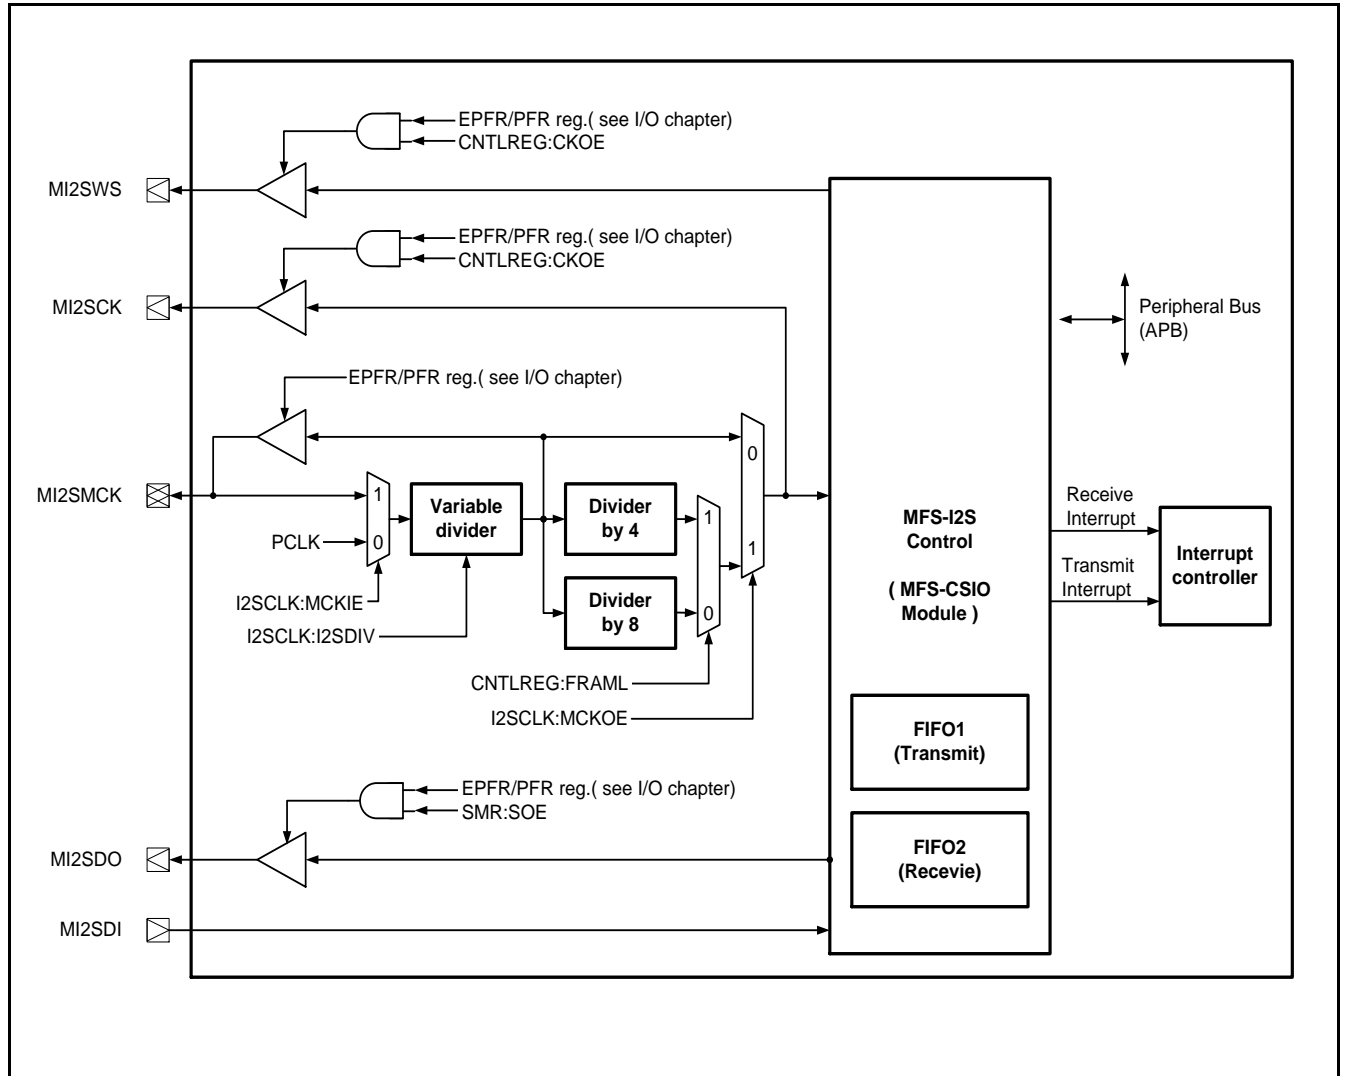 EPFR/PFR reg.( see I/O chapter)
CNTLREG:CKOE
MI2SWS
EPFR/PFR reg.( see I/O chapter)
CNTLREG:CKOE
MI2SCK
Peripheral Bus
(APB)
EPFR/PFR reg.( see I/O chapter)
0
MI2SMCK
1
Variable
divider
Divider
by 4
1
PCLK
0
1
I2SCLK:MCKIE
Divider
by 8
0
I2SCLK:I2SDIV
CNTLREG:FRAML
I2SCLK:MCKOE
MFS-I2S
Control
( MFS-CSIO
Module )
Receive
Interrupt
Transmit
Interrupt
Interrupt
controller
FIFO1
(Transmit)
EPFR/PFR reg.( see I/O chapter)
SMR:SOE
MI2SDO
FIFO2
(Recevie)
MI2SDI